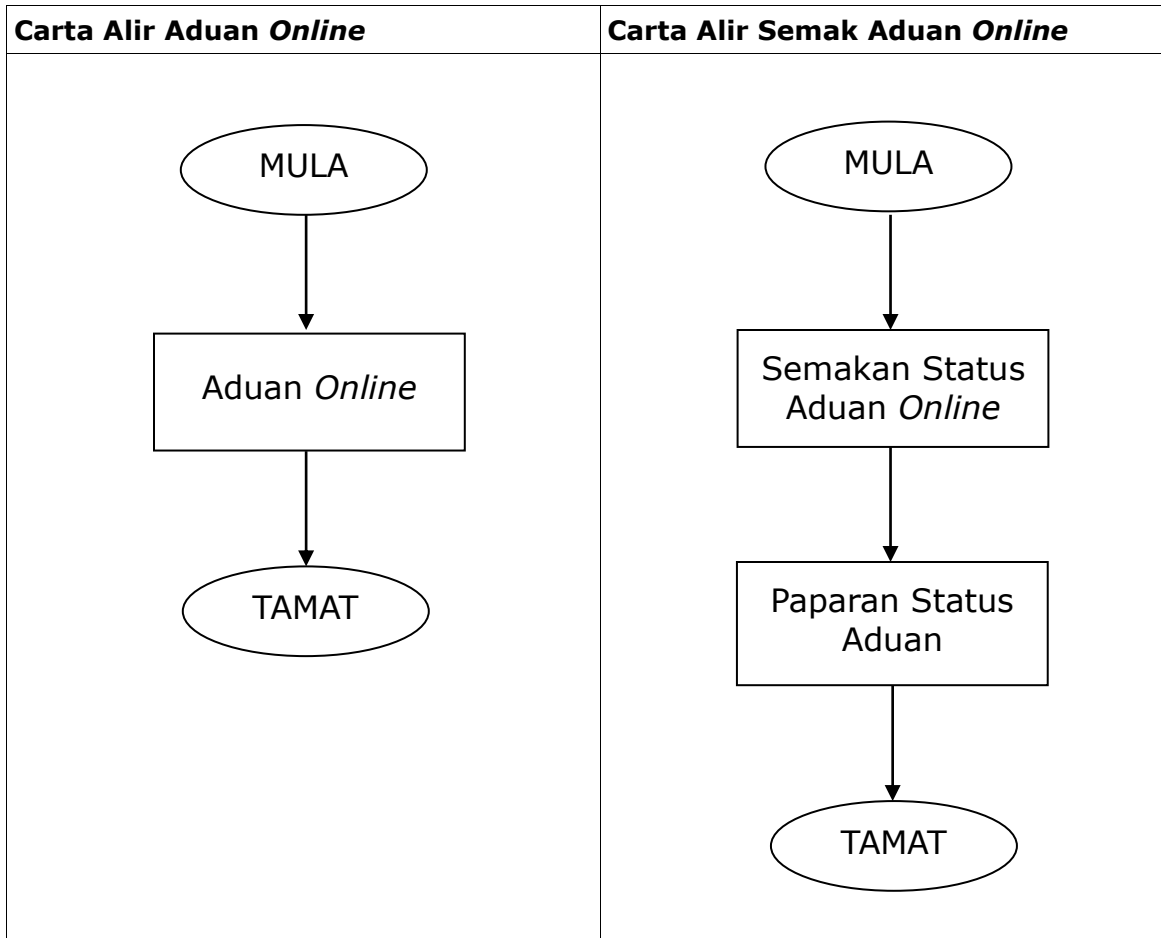 Carta Alir Aduan Online
MULA
Aduan Online
TAMAT
Carta Alir Semak Aduan Online
MULA
Semakan Status
Aduan Online
Paparan Status
Aduan
TAMAT